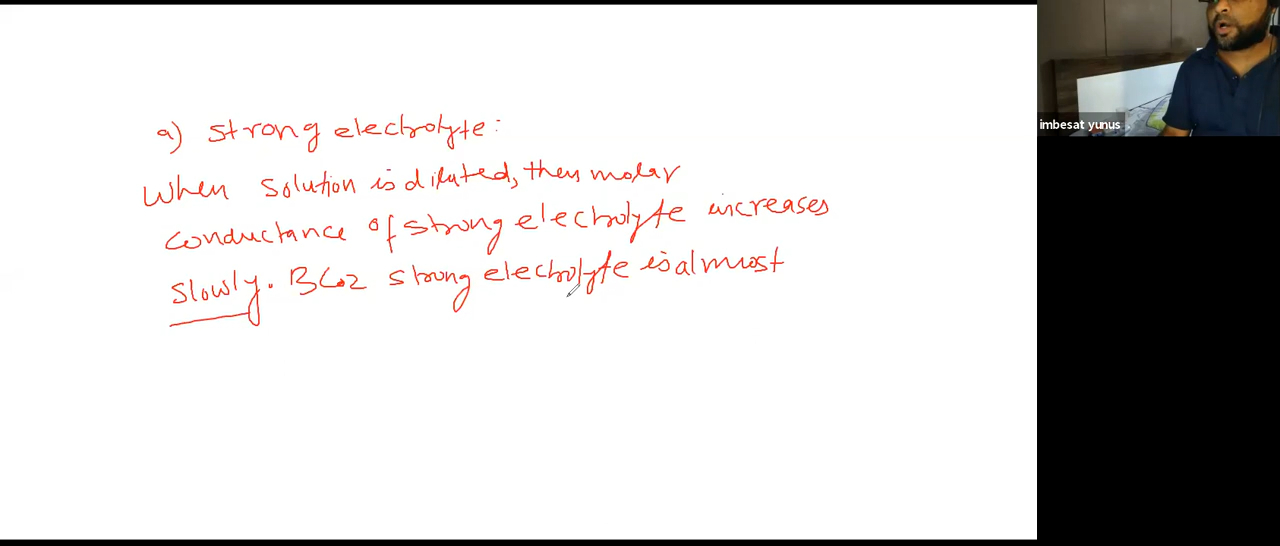 a) Strong electrolyte:
When solution is diluted, then molar
conductance of strong electrolyte increases
slowly. BCoz strong electrolyte is almost
imbesat yunus